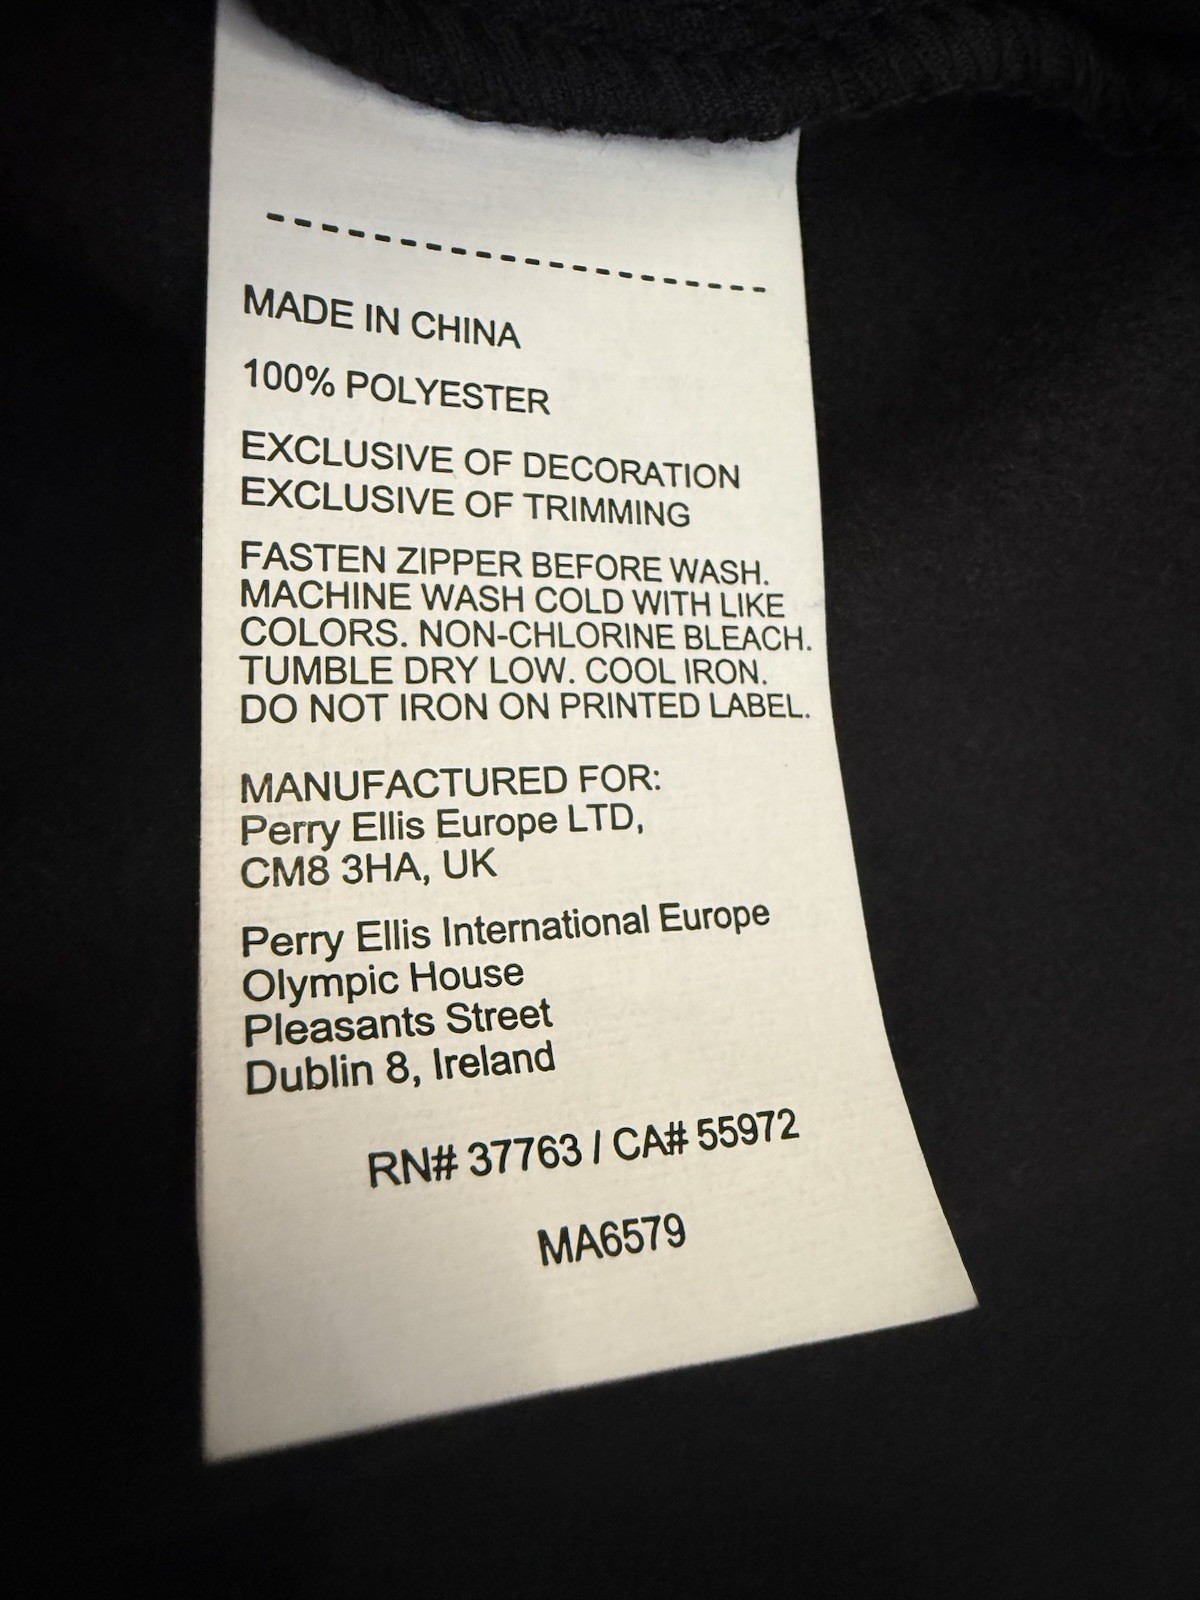 MADE IN CHINA
100% POLYESTER
EXCLUSIVE OF DECORATION
EXCLUSIVE OF TRIMMING
FASTEN ZIPPER BEFORE WASH.
MACHINE WASH COLD WITH LIKE
COLORS. NON-CHLORINE BLEACH.
TUMBLE DRY LOW. COOL IRON.
DO NOT IRON ON PRINTED LABEL.
MANUFACTURED FOR:
Perry Ellis Europe LTD,
CM8 3HA, UK
Perry Ellis International Europe
Olympic House
Pleasants Street
Dublin 8, Ireland
RN# 37763 / CA# 55972
MA6579